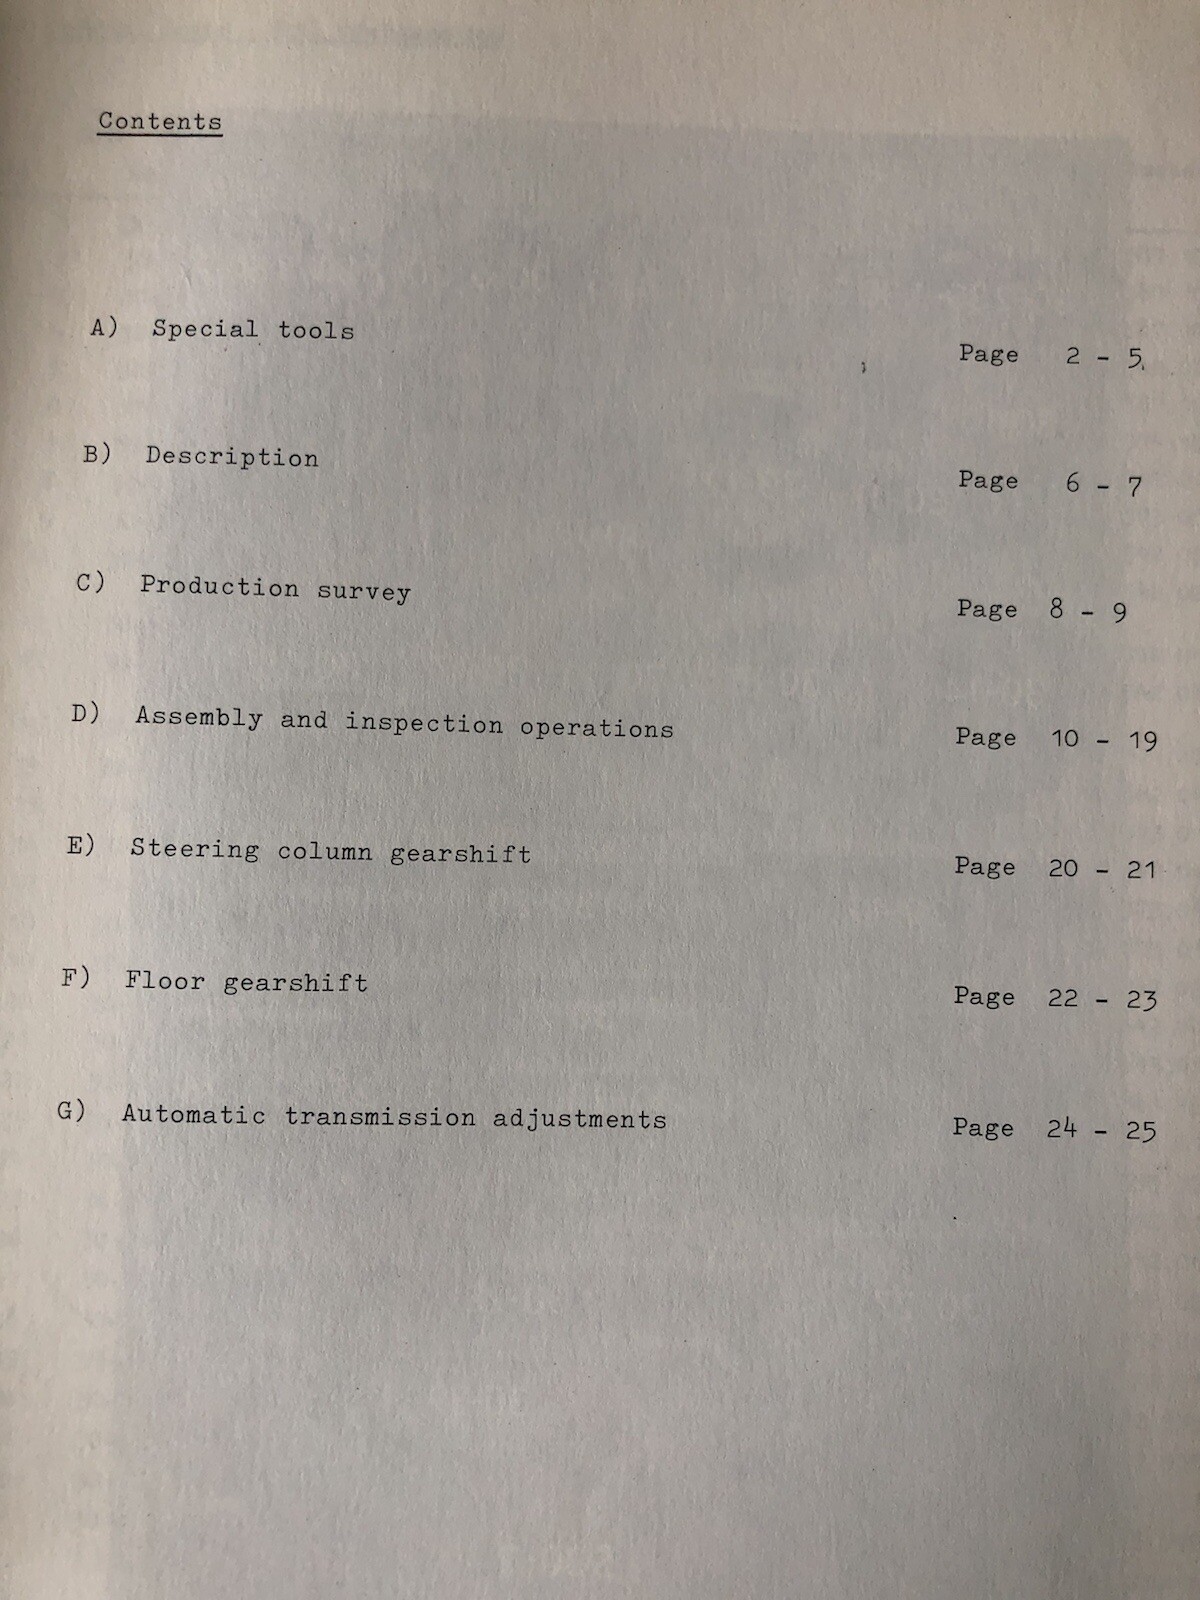 Contents
A) Special tools Page 2 - 5
B) Description Page 6 - 7
C) Production survey Page 8 - 9
D) Assembly and inspection operations Page 10 - 19
E) Steering column gearshift Page 20 - 21
F) Floor gearshift Page 22 - 23
G) Automatic transmission adjustments Page 24 - 25